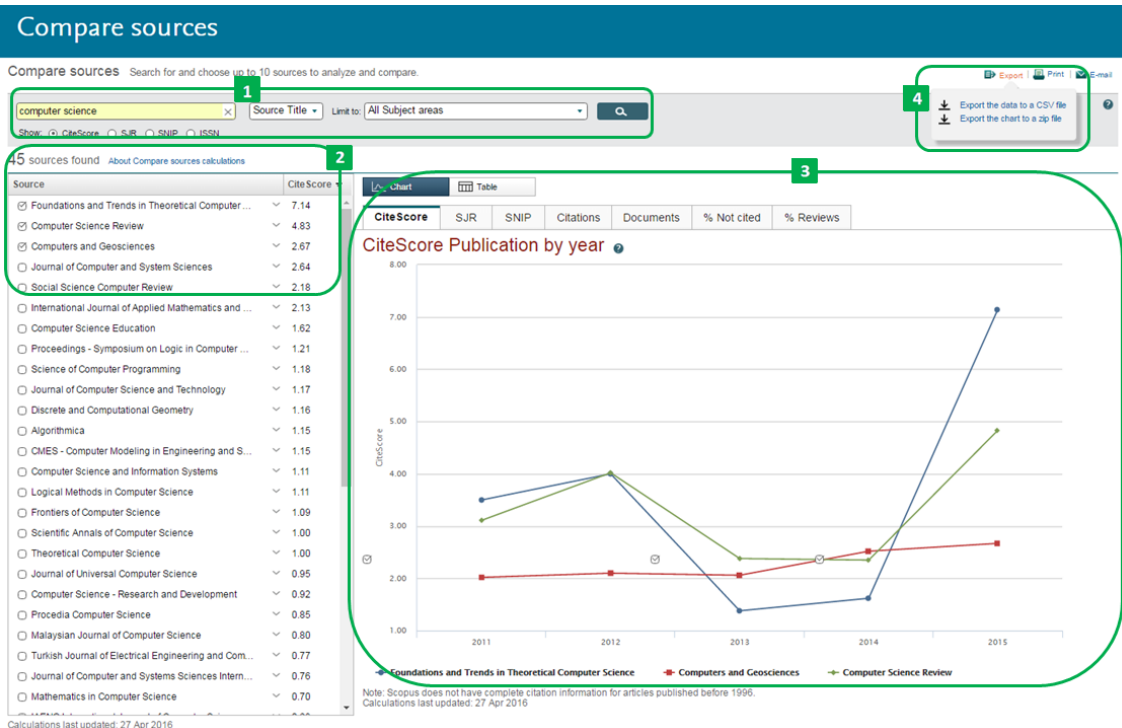 Compare sources
Compare sources Search for and choose up to 10 sources to analyze and compare.
Export | Print | E-mail
1
4
computer science
Source Title
Limit to: All Subject areas
Export the data to a CSV file
Export the chart to a zip file
Show: CiteScore SJR SNIP ISSN
45 sources found About Compare sources calculations
2
3
Source CiteScore
Chart Table
Foundations and Trends in Theoretical Computer ... 7.14
Computer Science Review 4.83
Computers and Geosciences 2.67
Journal of Computer and System Sciences 2.64
Social Science Computer Review 2.18
International Journal of Applied Mathematics and ... 2.13
Computer Science Education 1.62
Proceedings - Symposium on Logic in Computer ... 1.21
Science of Computer Programming 1.18
Journal of Computer Science and Technology 1.17
Discrete and Computational Geometry 1.16
Algorithmica 1.15
CMES - Computer Modeling in Engineering and S... 1.15
Computer Science and Information Systems 1.11
Logical Methods in Computer Science 1.11
Frontiers of Computer Science 1.09
Scientific Annals of Computer Science 1.00
Theoretical Computer Science 1.00
Journal of Universal Computer Science 0.95
Computer Science - Research and Development 0.92
Procedia Computer Science 0.85
Malaysian Journal of Computer Science 0.80
Turkish Journal of Electrical Engineering and Com... 0.77
Journal of Computer and Systems Sciences Intern... 0.76
Mathematics in Computer Science 0.70
Calculations last updated: 27 Apr 2016
CiteScore SJR SNIP Citations Documents % Not cited % Reviews
CiteScore Publication by year
8.00
7.00
6.00
5.00
4.00
3.00
2.00
1.00
CiteScore
2011 2012 2013 2014 2015
Foundations and Trends in Theoretical Computer Science Computers and Geosciences Computer Science Review
Note: Scopus does not have complete citation information for articles published before 1996.
Calculations last updated: 27 Apr 2016